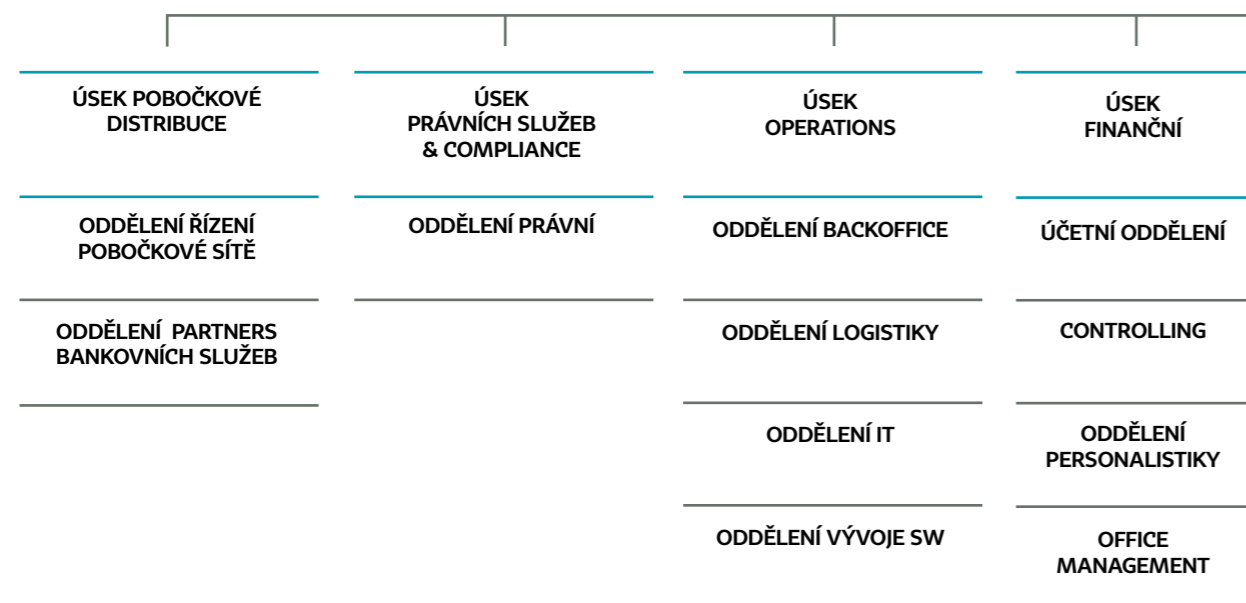 ÚSEK POBOČKOVÉ
DISTRIBUCE
ODDĚLENÍ ŘÍZENÍ
POBOČKOVÉ SÍTĚ
ODDĚLENÍ PARTNERS
BANKOVNÍCH SLUŽEB
ÚSEK
PRÁVNÍCH SLUŽEB
& COMPLIANCE
ODDĚLENÍ PRÁVNÍ
ÚSEK
OPERATIONS
ODDĚLENÍ BACKOFFICE
ODDĚLENÍ LOGISTIKY
ODDĚLENÍ IT
ODDĚLENÍ VÝVOJE SW
ÚSEK
FINANČNÍ
ÚČETNÍ ODDĚLENÍ
CONTROLLING
ODDĚLENÍ
PERSONALISTIKY
OFFICE
MANAGEMENT